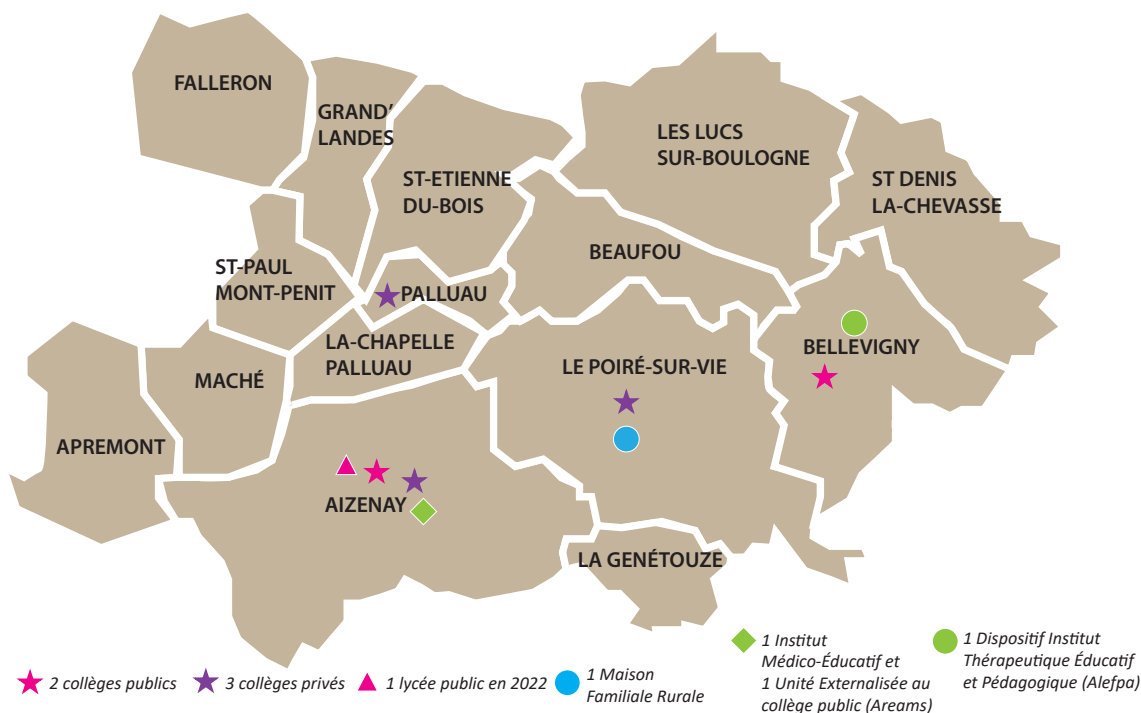 FALLERON
GRAND'
LANDES
LES LUCS
SUR-BOULOGNE
ST-ETIENNE
DU-BOIS
ST DENIS
LA-CHEVASSE
BEAUFOU
ST-PAUL
MONT-PENIT
PALLUAU
LA-CHAPELLE
PALLUAU
BELLEVIGNY
LE POIRÉ-SUR-VIE
MACHÉ
APREMONT
AIZENAY
LA GENÉTOUZE
2 collèges publics
3 collèges privés
1 lycée public en 2022
1 Maison
Familiale Rurale
1 Institut
Médico-Éducatif et
1 Unité Externalisée au
collège public (Areams)
1 Dispositif Institut
Thérapeutique Éducatif
et Pédagogique (Alefpa)